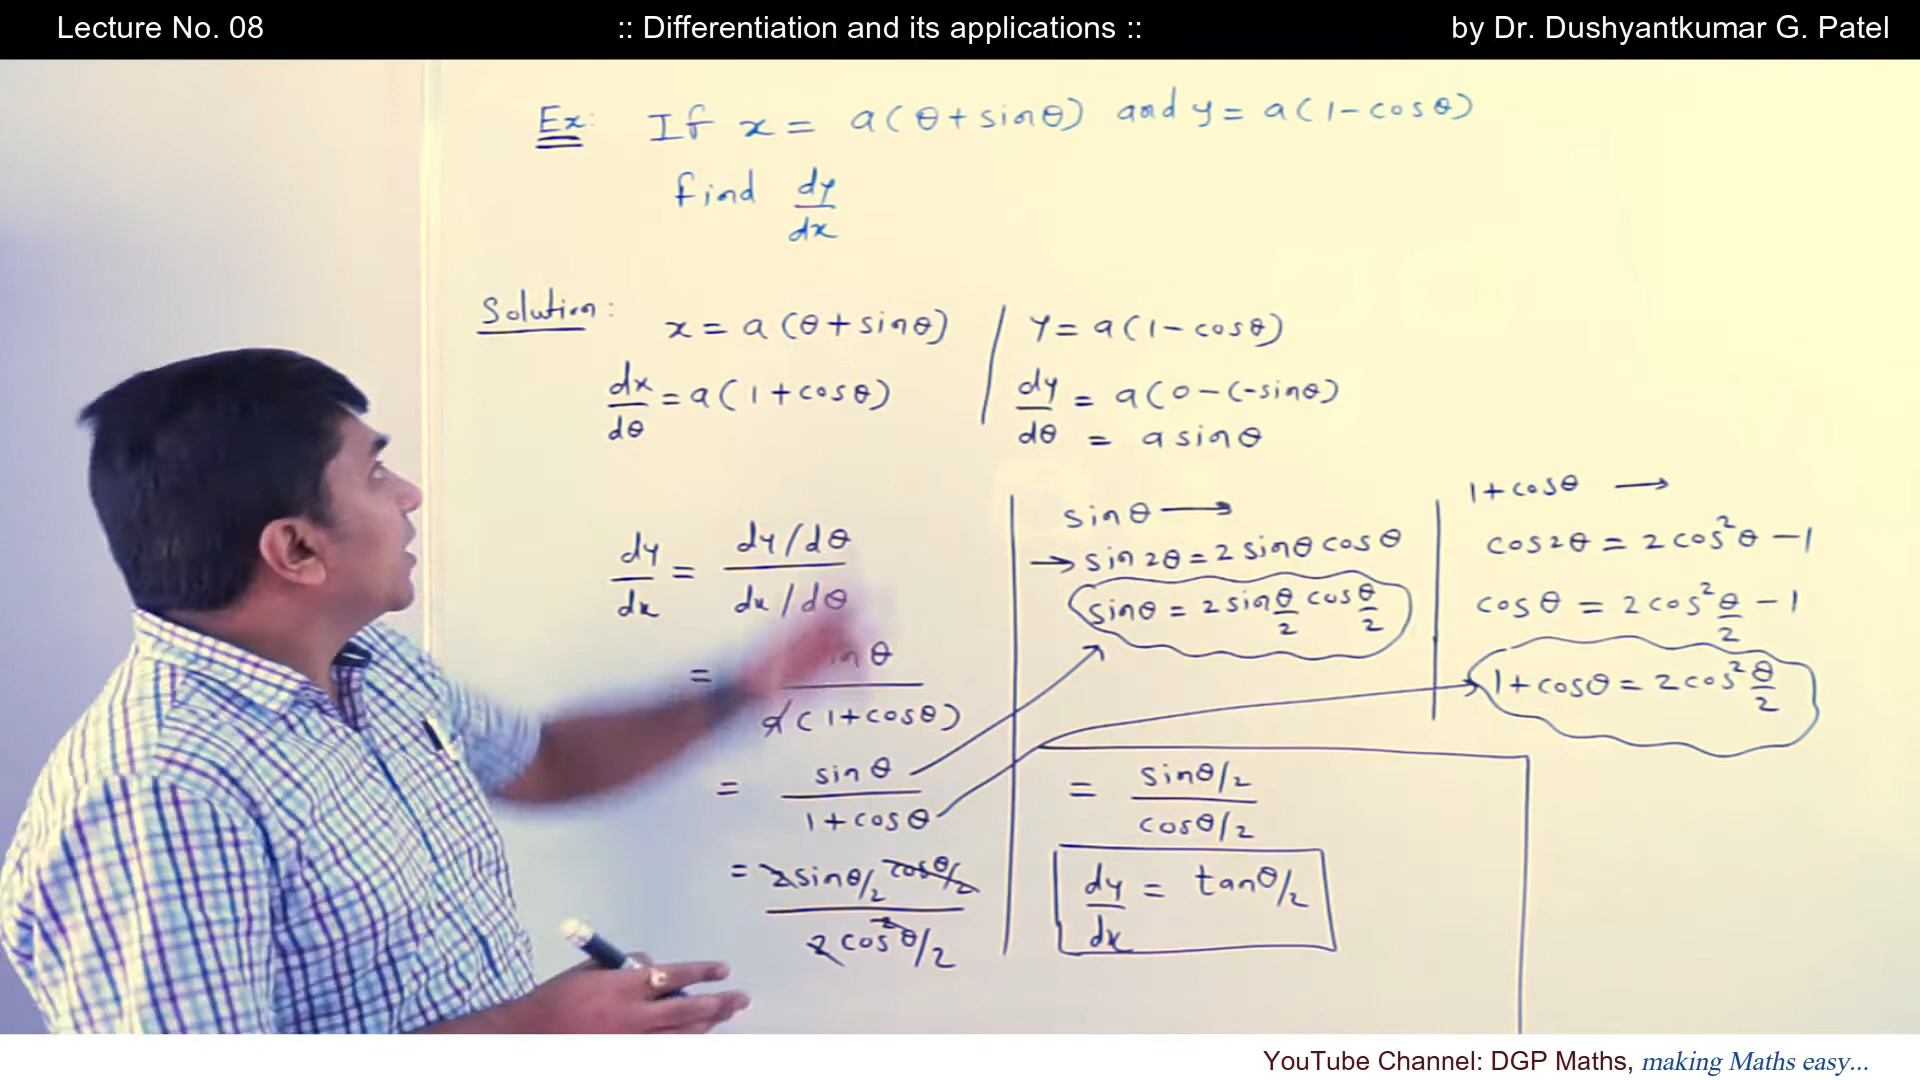 Lecture No. 08
:: Differentiation and its applications ::
by Dr. Dushyantkumar G. Patel
Ex: If x = a(θ+sinθ) and y = a(1-cosθ)
find dy/dx
Solution:
x = a(θ+sinθ)
dx/dθ = a(1+cosθ)
y = a(1-cosθ)
dy/dθ = a(0-(-sinθ)
= a sinθ
dy/dx = dy/dθ / dx/dθ
= θ / a(1+cosθ)
= sinθ / 1+cosθ
= 2sinθ/2 cosθ/2 / 2cos²θ/2
sinθ →
→ sin2θ = 2 sinθ cosθ
sinθ = 2 sin θ/2 cos θ/2
1+cosθ →
cos2θ = 2cos²θ - 1
cosθ = 2cos² θ/2 - 1
1+cosθ = 2cos² θ/2
= sinθ/2 / cosθ/2
dy/dx = tanθ/2
YouTube Channel: DGP Maths, making Maths easy...